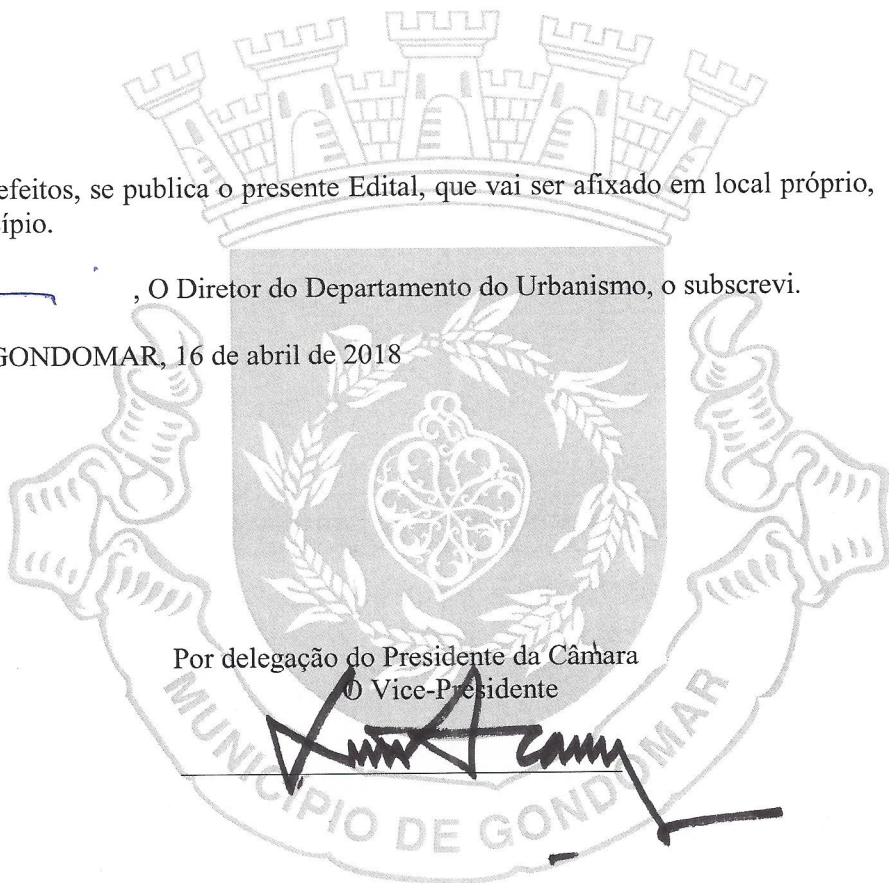 efeitos, se publica o presente Edital, que vai ser afixado em local próprio,
ípio.
, O Diretor do Departamento do Urbanismo, o subscrevi.
GONDOMAR, 16 de abril de 2018
Por delegação do Presidente da Câmara
O Vice-Presidente
MUNICÍPIO DE GONDOMAR